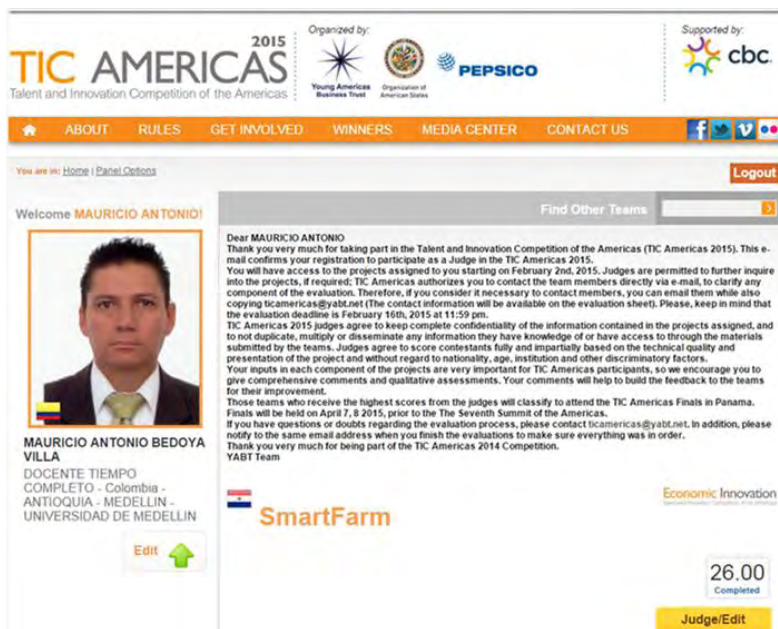 2015
TIC AMERICAS
Talent and Innovation Competition of the Americas
Organized by:
Young Americas
Business Trust
Organization of
American States
PEPSICO
Supported by:
cbc.
ABOUT RULES GET INVOLVED WINNERS MEDIA CENTER CONTACT US
You are in: Home | Panel Options
Logout
Welcome MAURICIO ANTONIO!
Find Other Teams
MAURICIO ANTONIO BEDOYA
VILLA
DOCENTE TIEMPO
COMPLETO - Colombia -
ANTIOQUIA - MEDELLIN -
UNIVERSIDAD DE MEDELLIN
Edit
Dear MAURICIO ANTONIO
Thank you very much for taking part in the Talent and Innovation Competition of the Americas (TIC Americas 2015). This e-
mail confirms your registration to participate as a Judge in the TIC Americas 2015.
You will have access to the projects assigned to you starting on February 2nd, 2015. Judges are permitted to further inquire
into the projects, if required; TIC Americas authorizes you to contact the team members directly via e-mail, to clarify any
component of the evaluation. Therefore, if you consider it necessary to contact members, you can email them while also
copying ticamericas@yabt.net (The contact information will be available on the evaluation sheet). Please, keep in mind that
the evaluation deadline is February 16th, 2015 at 11:59 pm.
TIC Americas 2015 judges agree to keep complete confidentiality of the information contained in the projects assigned, and
to not duplicate, multiply or disseminate any information they have knowledge of or have access to through the materials
submitted by the teams. Judges agree to score contestants fully and impartially based on the technical quality and
presentation of the project and without regard to nationality, age, institution and other discriminatory factors.
Your inputs in each component of the projects are very important for TIC Americas participants, so we encourage you to
give comprehensive comments and qualitative assessments. Your comments will help to build the feedback to the teams
for their improvement.
Those teams who receive the highest scores from the judges will classify to attend the TIC Americas Finals in Panama.
Finals will be held on April 7, 8 2015, prior to the The Seventh Summit of the Americas.
If you have questions or doubts regarding the evaluation process, please contact ticamericas@yabt.net. In addition, please
notify to the same email address when you finish the evaluations to make sure everything was in order.
Thank you very much for being part of the TIC Americas 2014 Competition.
YABT Team
SmartFarm
Economic Innovation
26.00
Completed
Judge/Edit